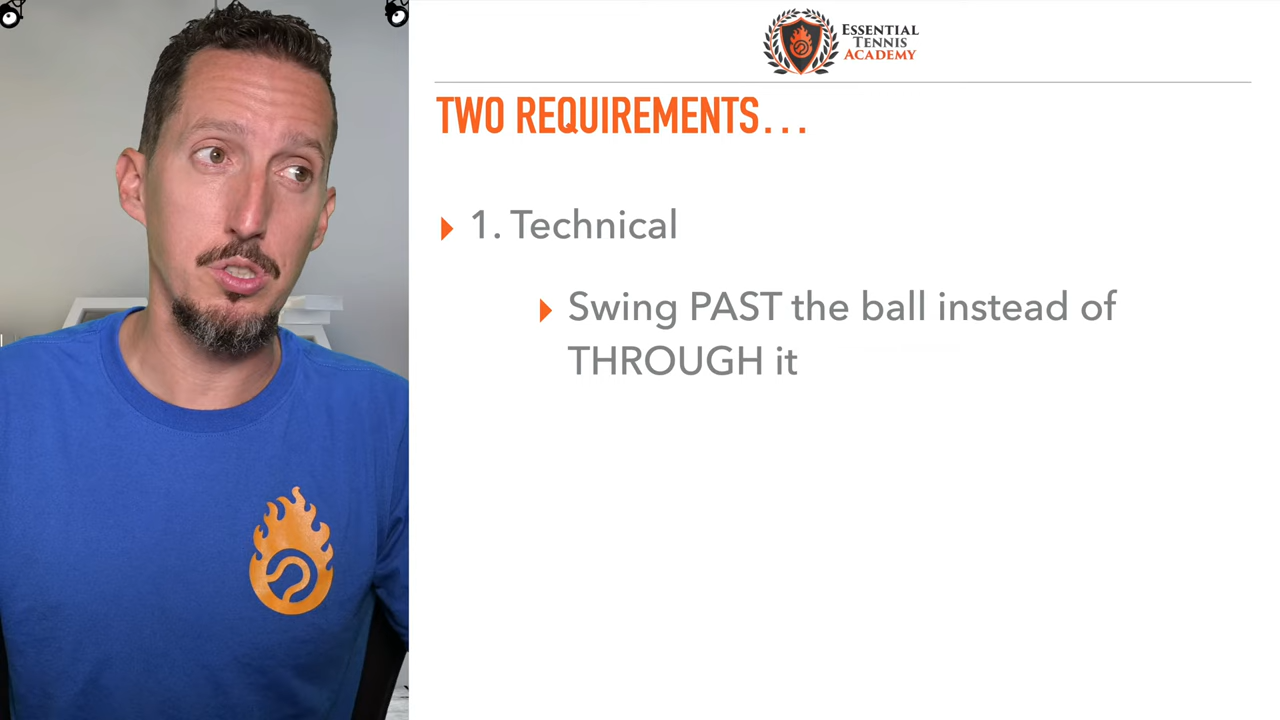 ESSENTIAL
TENNIS
ACADEMY
TWO REQUIREMENTS...
1. Technical
Swing PAST the ball instead of
THROUGH it